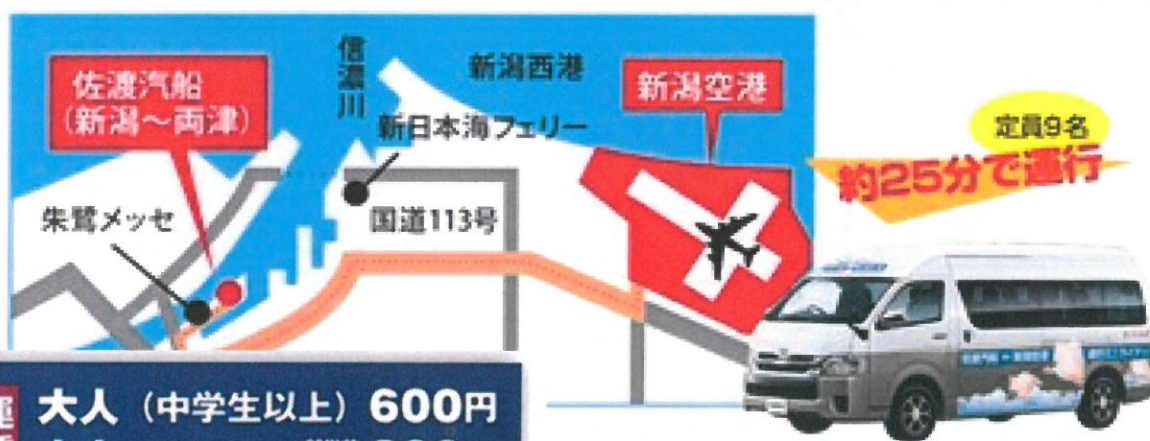 佐渡汽船
(新潟〜両津)
信濃川
新潟西港
新潟空港
新日本海フェリー
定員9名
約25分で運行
朱鷺メッセ
国道113号
大人(中学生以上)600円